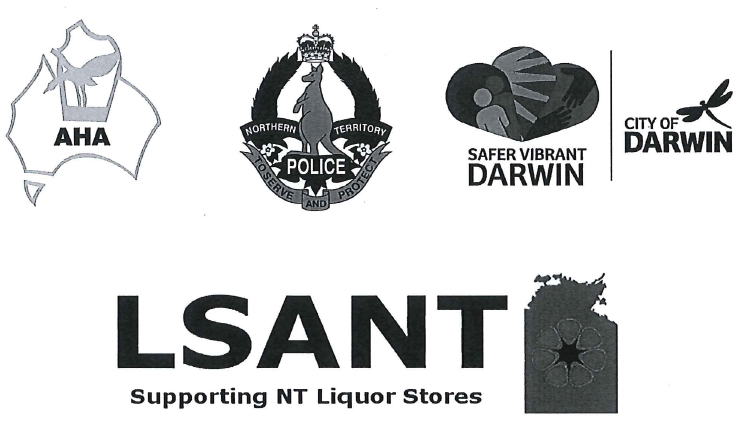 AHA
NORTHERN TERRITORY
POLICE
TO SERVE AND PROTECT
SAFER VIBRANT
DARWIN
CITY OF
DARWIN
LSANT
Supporting NT Liquor Stores